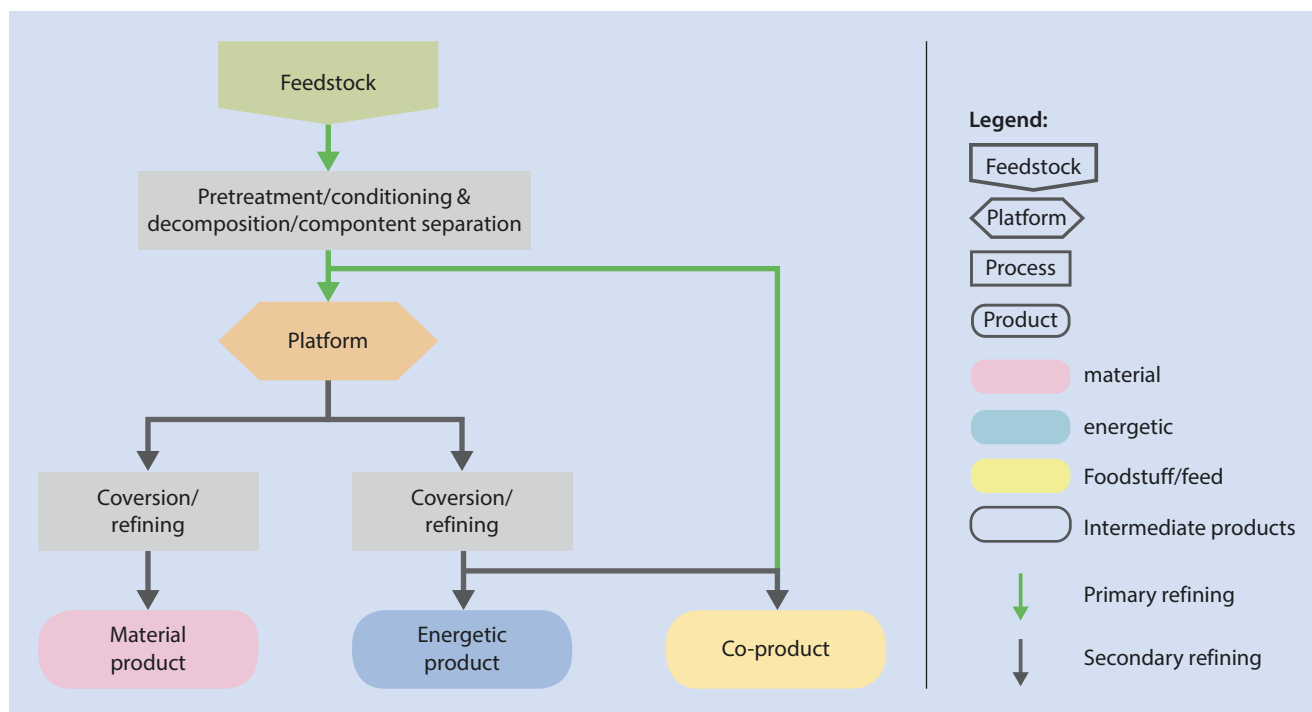 Feedstock
Pretreatment/conditioning &
decomposition/compontent separation
Platform
Coversion/
refining
Coversion/
refining
Material
product
Energetic
product
Co-product
Legend:
Feedstock
Platform
Process
Product
material
energetic
Foodstuff/feed
Intermediate products
Primary refining
Secondary refining